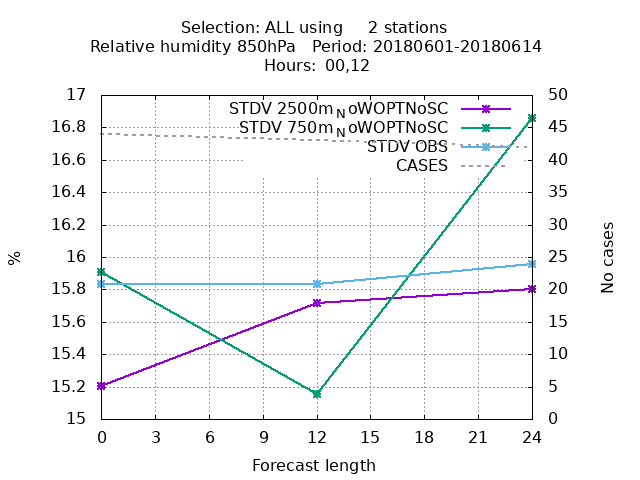 Selection: ALL using     2 stations
Relative humidity 850hPa   Period: 20180601-20180614
Hours: 00,12
17
16.8
16.6
16.4
16.2
16
15.8
15.6
15.4
15.2
15
%
STDV 2500m_NoWOPTNoSC
STDV 750m_NoWOPTNoSC
STDV OBS
CASES
50
45
40
35
30
25
20
15
10
5
0
No cases
0 3 6 9 12 15 18 21 24
Forecast length